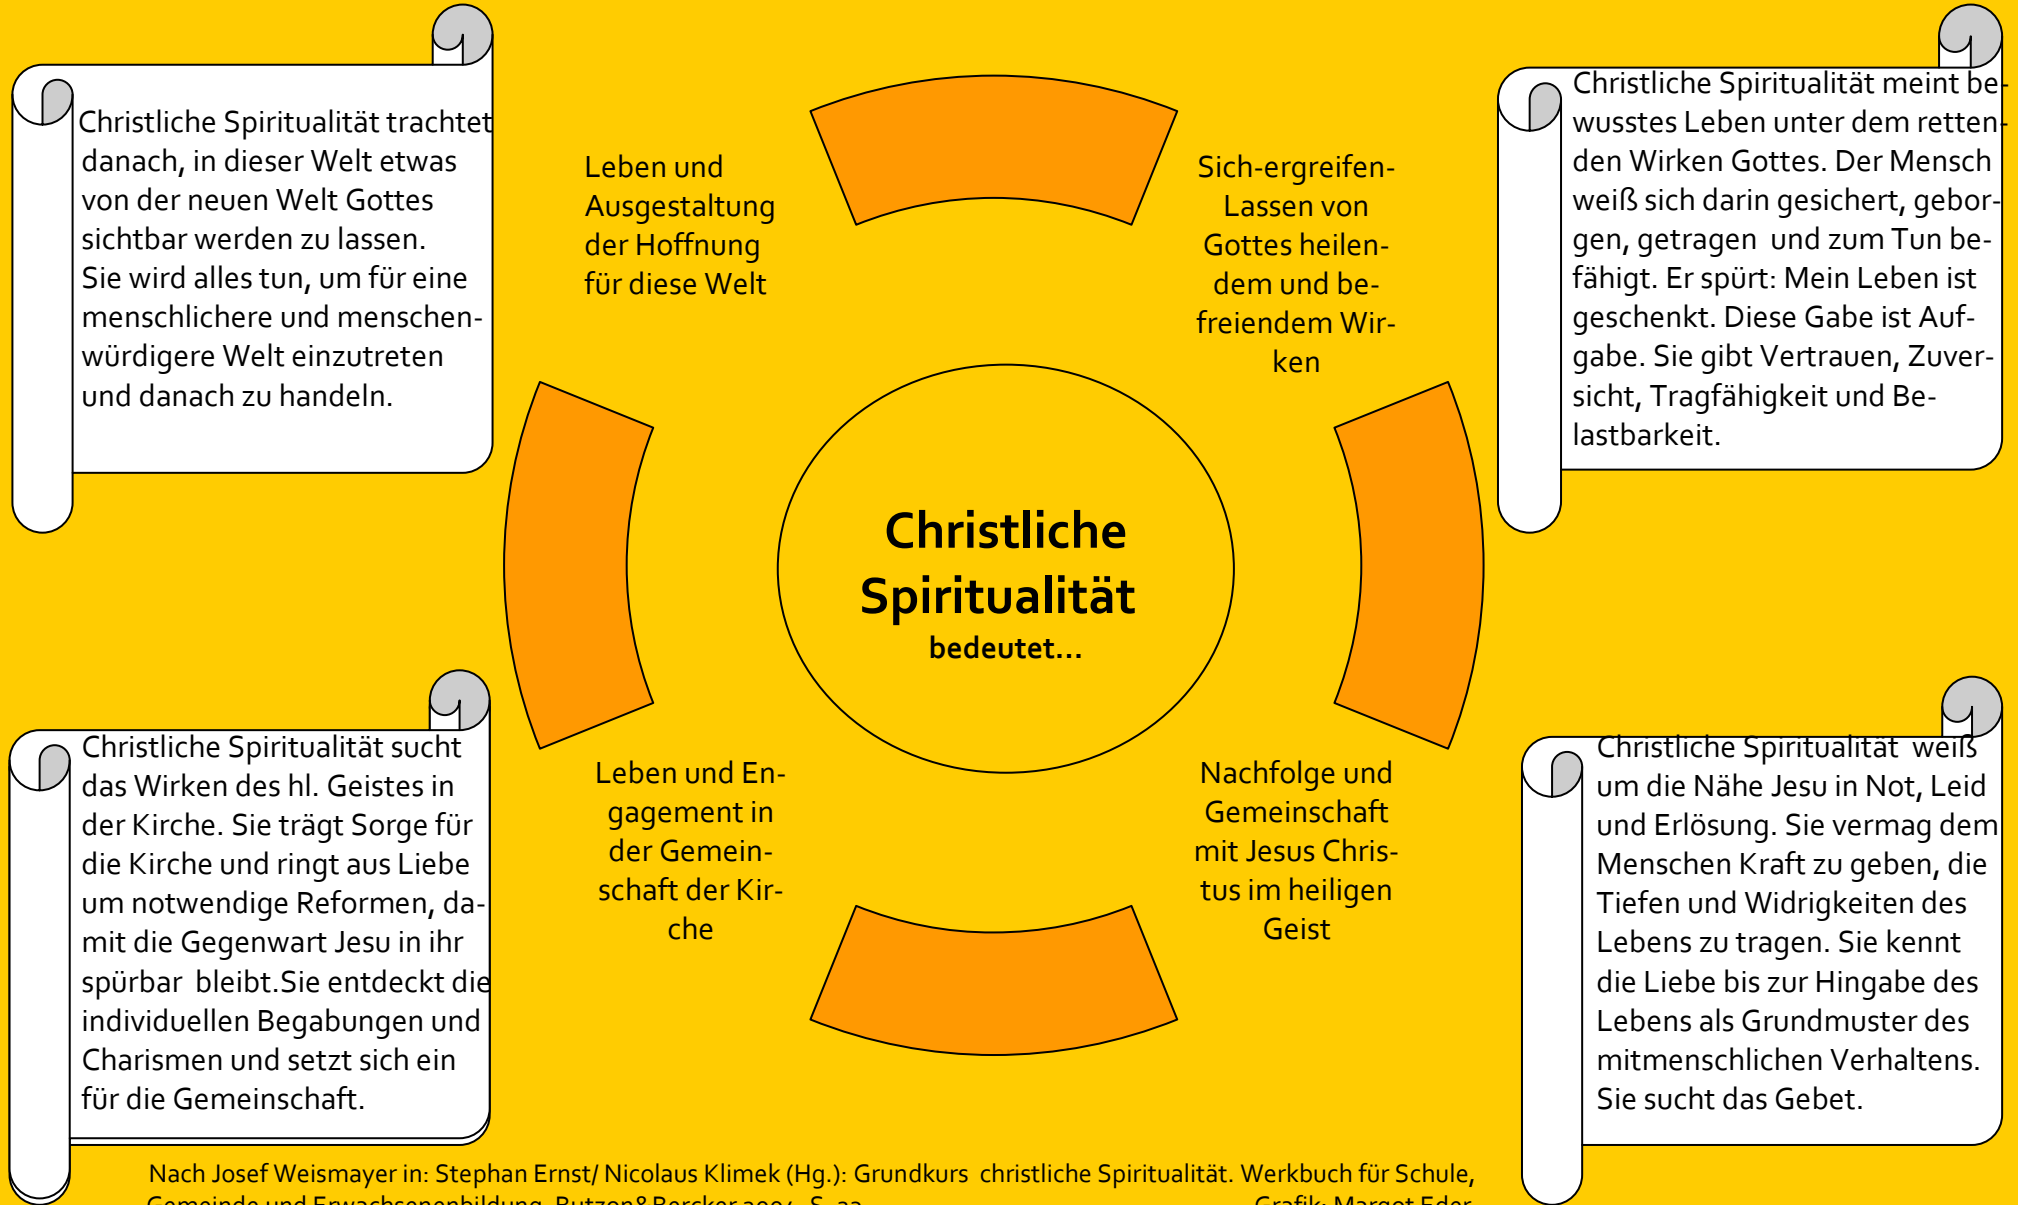 Christliche Spiritualität trachtet
danach, in dieser Welt etwas
von der neuen Welt Gottes
sichtbar werden zu lassen.
Sie wird alles tun, um für eine
menschlichere und menschen-
würdigere Welt einzutreten
und danach zu handeln.
Leben und
Ausgestaltung
der Hoffnung
für diese Welt
Sich-ergreifen-
Lassen von
Gottes heilen-
dem und be-
freiendem Wir-
ken
Christliche Spiritualität meint be-
wusstes Leben unter dem retten-
den Wirken Gottes. Der Mensch
weiß sich darin gesichert, gebor-
gen, getragen  und zum Tun be-
fähigt. Er spürt: Mein Leben ist
geschenkt. Diese Gabe ist Auf-
gabe. Sie gibt Vertrauen, Zuver-
sicht, Tragfähigkeit und Be-
lastbarkeit.
Christliche
Spiritualität
bedeutet...
Christliche Spiritualität sucht
das Wirken des hl. Geistes in
der Kirche. Sie trägt Sorge für
die Kirche und ringt aus Liebe
um notwendige Reformen, da-
mit die Gegenwart Jesu in ihr
spürbar  bleibt.Sie entdeckt die
individuellen Begabungen und
Charismen und setzt sich ein
für die Gemeinschaft.
Leben und En-
gagement in
der Gemein-
schaft der Kir-
che
Nachfolge und
Gemeinschaft
mit Jesus Chris-
tus im heiligen
Geist
Christliche Spiritualität  weiß
um die Nähe Jesu in Not, Leid
und Erlösung. Sie vermag dem
Menschen Kraft zu geben, die
Tiefen und Widrigkeiten des
Lebens zu tragen. Sie kennt
die Liebe bis zur Hingabe des
Lebens als Grundmuster des
mitmenschlichen Verhaltens.
Sie sucht das Gebet.
Nach Josef Weismayer in: Stephan Ernst/ Nicolaus Klimek (Hg.): Grundkurs  christliche Spiritualität. Werkbuch für Schule,
Gemeinde und Erwachsenenbildung. Butzon&Bercker S. Grafik: Margot Eder